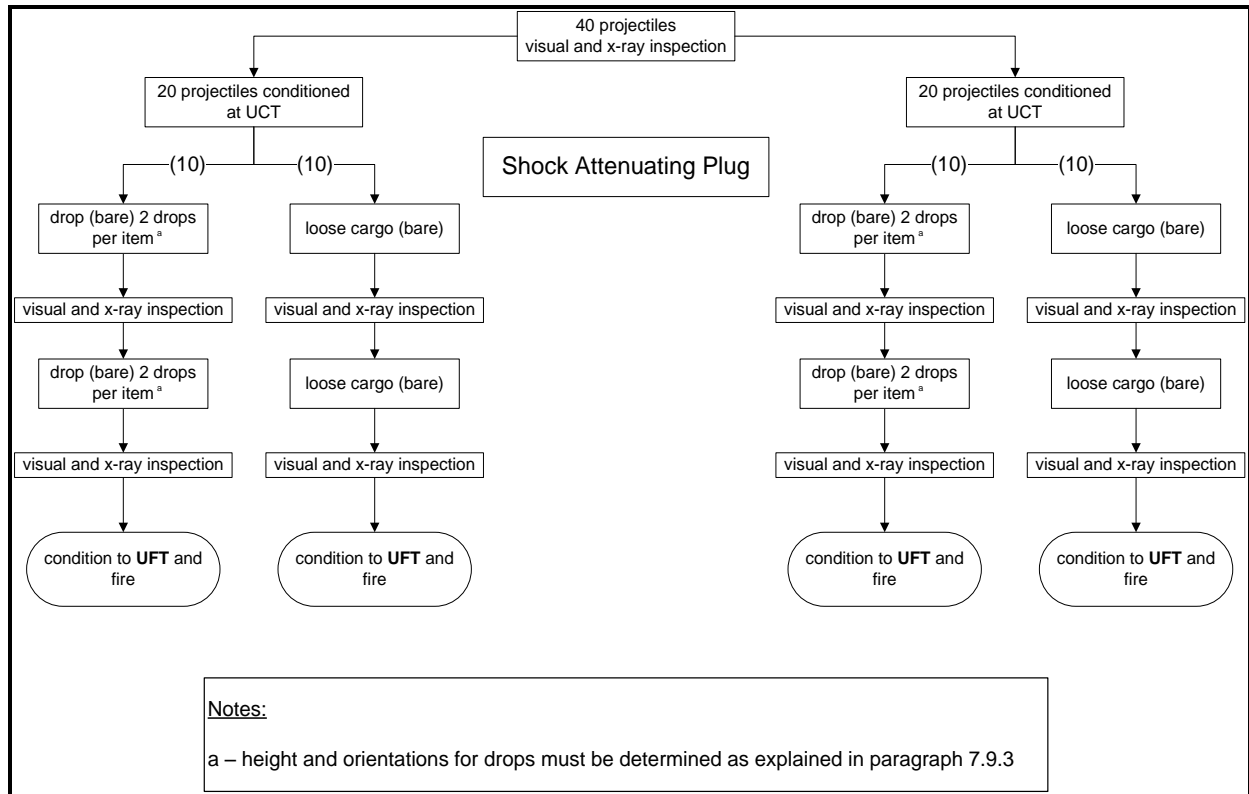 40 projectiles
visual and x-ray inspection
20 projectiles conditioned
at UCT
20 projectiles conditioned
at UCT
(10)
(10)
Shock Attenuating Plug
(10)
(10)
drop (bare) 2 drops
per item a
loose cargo (bare)
drop (bare) 2 drops
per item a
loose cargo (bare)
visual and x-ray inspection
visual and x-ray inspection
visual and x-ray inspection
visual and x-ray inspection
drop (bare) 2 drops
per item a
loose cargo (bare)
drop (bare) 2 drops
per item a
loose cargo (bare)
visual and x-ray inspection
visual and x-ray inspection
visual and x-ray inspection
visual and x-ray inspection
condition to UFT and
fire
condition to UFT and
fire
condition to UFT and
fire
condition to UFT and
fire
Notes:
a – height and orientations for drops must be determined as explained in paragraph 7.9.3